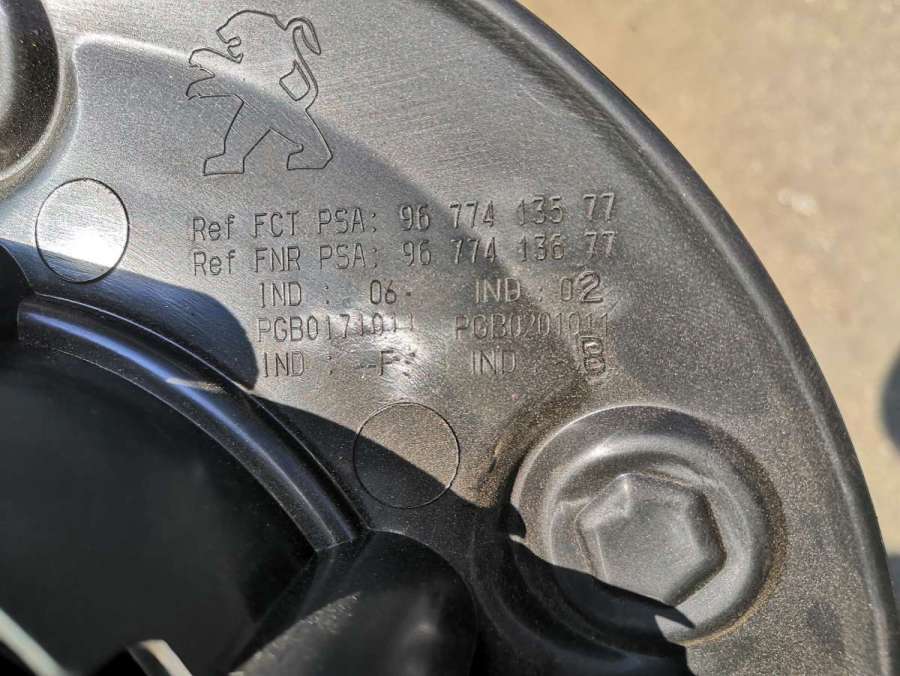 Ref FCT PSA: 96 774 135 77
Ref FNR PSA: 96 774 136 77
IND : 06- IND : 02
PGB0171011 PGB0201011
IND : -F- IND : B